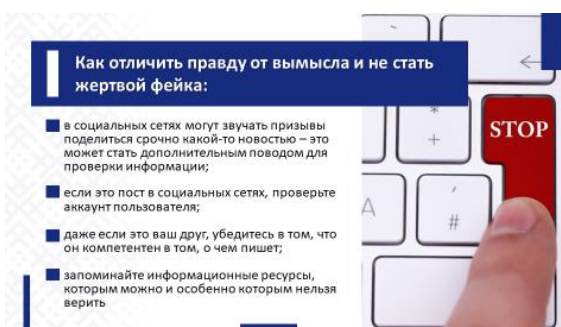 Как отличить правду от вымысла и не стать
жертвой фейка:
в социальных сетях могут звучать призывы
поделиться срочно какой-то новостью – это
может стать дополнительным поводом для
проверки информации;
если это пост в социальных сетях, проверьте
аккаунт пользователя;
даже если это ваш друг, убедитесь в том, что
он компетентен в том, о чем пишет;
запоминайте информационные ресурсы,
которым можно и особенно которым нельзя
верить
STOP
*
+
A
'
#